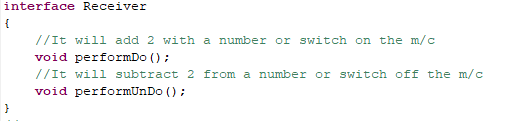 interface Receiver
{
//It will add 2 with a number or switch on the m/c
void performDo();
//It will subtract 2 from a number or switch off the m/c
void performUnDo();
}